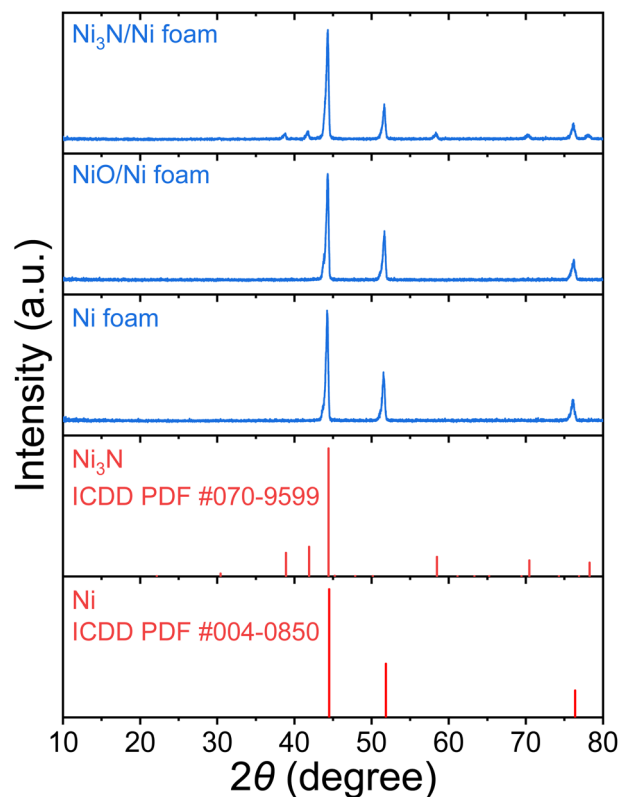 Ni₃N/Ni foam
NiO/Ni foam
Ni foam
Ni₃N
ICDD PDF #070-9599
Ni
ICDD PDF #004-0850
Intensity (a.u.)
10 20 30 40 50 60 70 80
2θ (degree)